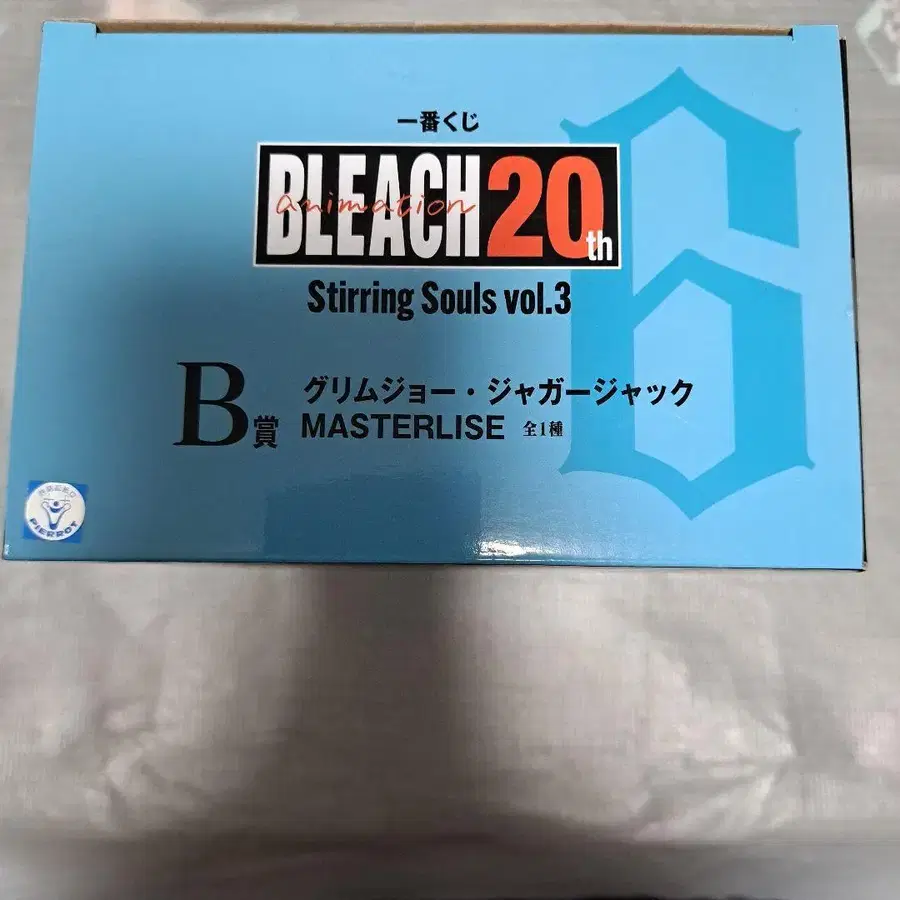 一番くじ
BLEACH 20th
animation
Stirring Souls vol.3
6
B賞
グリムジョー・ジャガージャック
MASTERLISE 全1種
PIERROT